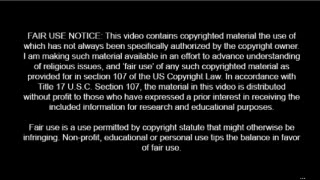 FAIR USE NOTICE: This video contains copyrighted material the use of
which has not always been specifically authorized by the copyright owner.
I am making such material available in an effort to advance understanding
of religious issues, and 'fair use' of any such copyrighted material as
provided for in section 107 of the US Copyright Law. In accordance with
Title 17 U.S.C. Section 107, the material in this video is distributed
without profit to those who have expressed a prior interest in receiving the
included information for research and educational purposes.
Fair use is a use permitted by copyright statute that might otherwise be
infringing. Non-profit, educational or personal use tips the balance in favor
of fair use.